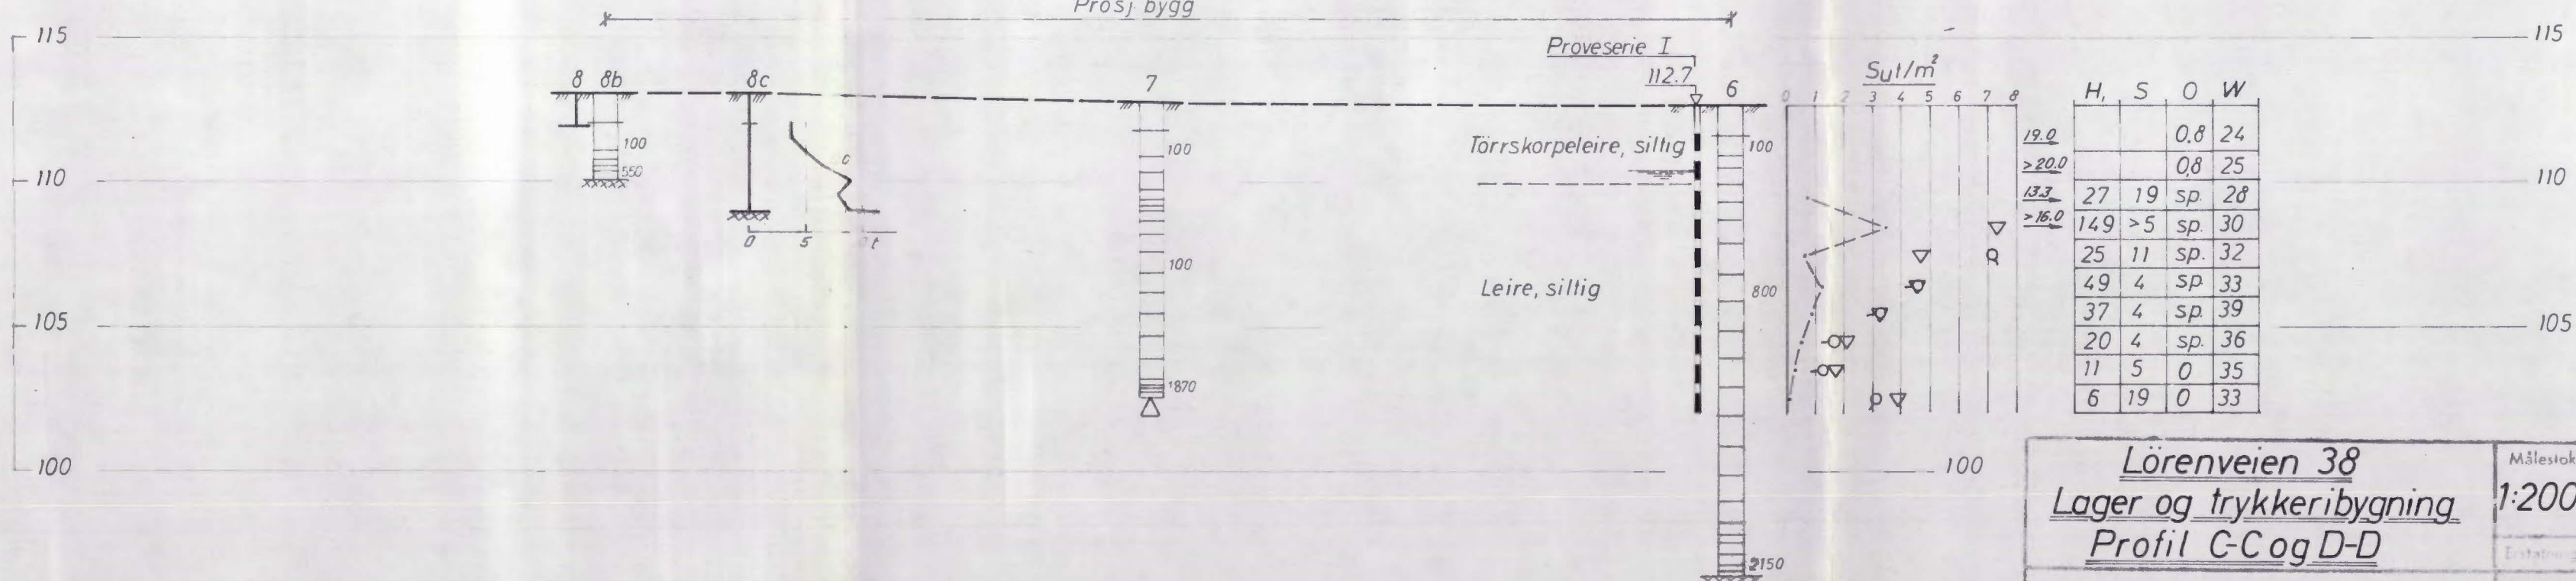 Prosj. bygg
115
115
Proveserie I
112.7
8 8b
8c
7
6
Sut/m²
0 1 2 3 4 5 6 7 8
H, S O W
100
550
c
0 5
t
100
100
1870
Törrskorpeleire, siltig
Leire, siltig
100
800
2150
19.0
>20.0
13.3
>16.0
0.8 24
0,8 25
27 19 sp. 28
149 >5 sp. 30
25 11 sp. 32
49 4 sp 33
37 4 sp. 39
20 4 sp. 36
11 5 0 35
6 19 0 33
110
110
105
105
100
100
Lörenveien 38
Lager og trykkeribygning
Profil C-C og D-D
Målestok
1:200